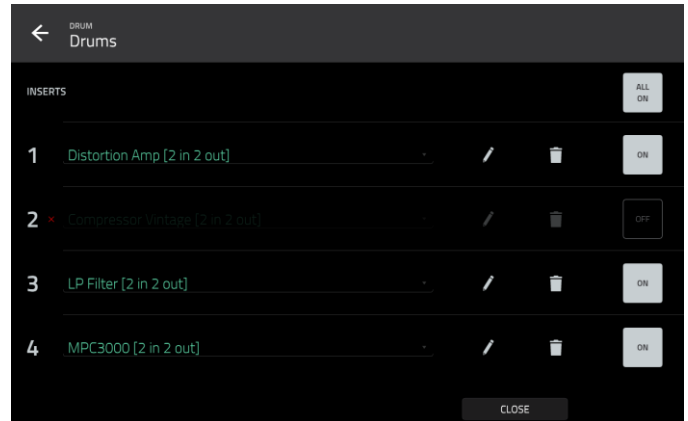 DRUM
Drums
INSERTS
ALL
ON
1 Distortion Amp [2 in 2 out] ON
2 × Compressor Vintage [2 in 2 out] OFF
3 LP Filter [2 in 2 out] ON
4 MPC3000 [2 in 2 out] ON
CLOSE